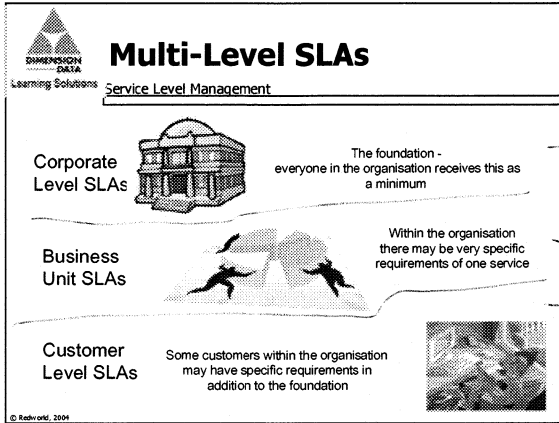 DIMENSION
DATA
Learning Solutions
Multi-Level SLAs
Service Level Management
Corporate
Level SLAs
The foundation -
everyone in the organisation receives this as
a minimum
Business
Unit SLAs
Within the organisation
there may be very specific
requirements of one service
Customer
Level SLAs
Some customers within the organisation
may have specific requirements in
addition to the foundation
© Redworld, 2004